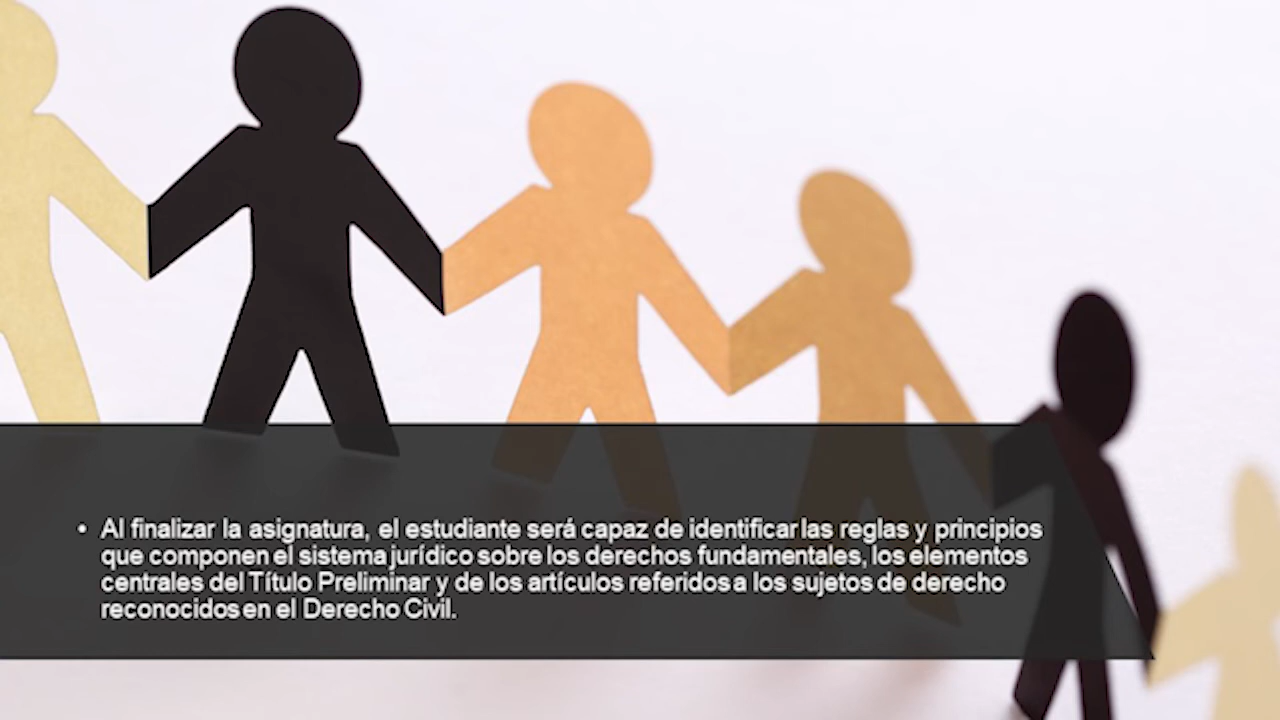 • Al finalizar la asignatura, el estudiante será capaz de identificar las reglas y principios
que componen el sistema jurídico sobre los derechos fundamentales, los elementos
centrales del Título Preliminar y de los artículos referidos a los sujetos de derecho
reconocidos en el Derecho Civil.